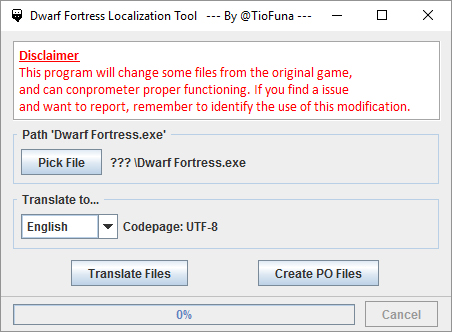 Dwarf Fortress Localization Tool   --- By @TioFuna ---
Disclaimer
This program will change some files from the original game,
and can conprometer proper functioning. If you find a issue
and want to report, remember to identify the use of this modification.
Path 'Dwarf Fortress.exe'
Pick File ??? \Dwarf Fortress.exe
Translate to...
English Codepage: UTF-8
Translate Files Create PO Files
0% Cancel